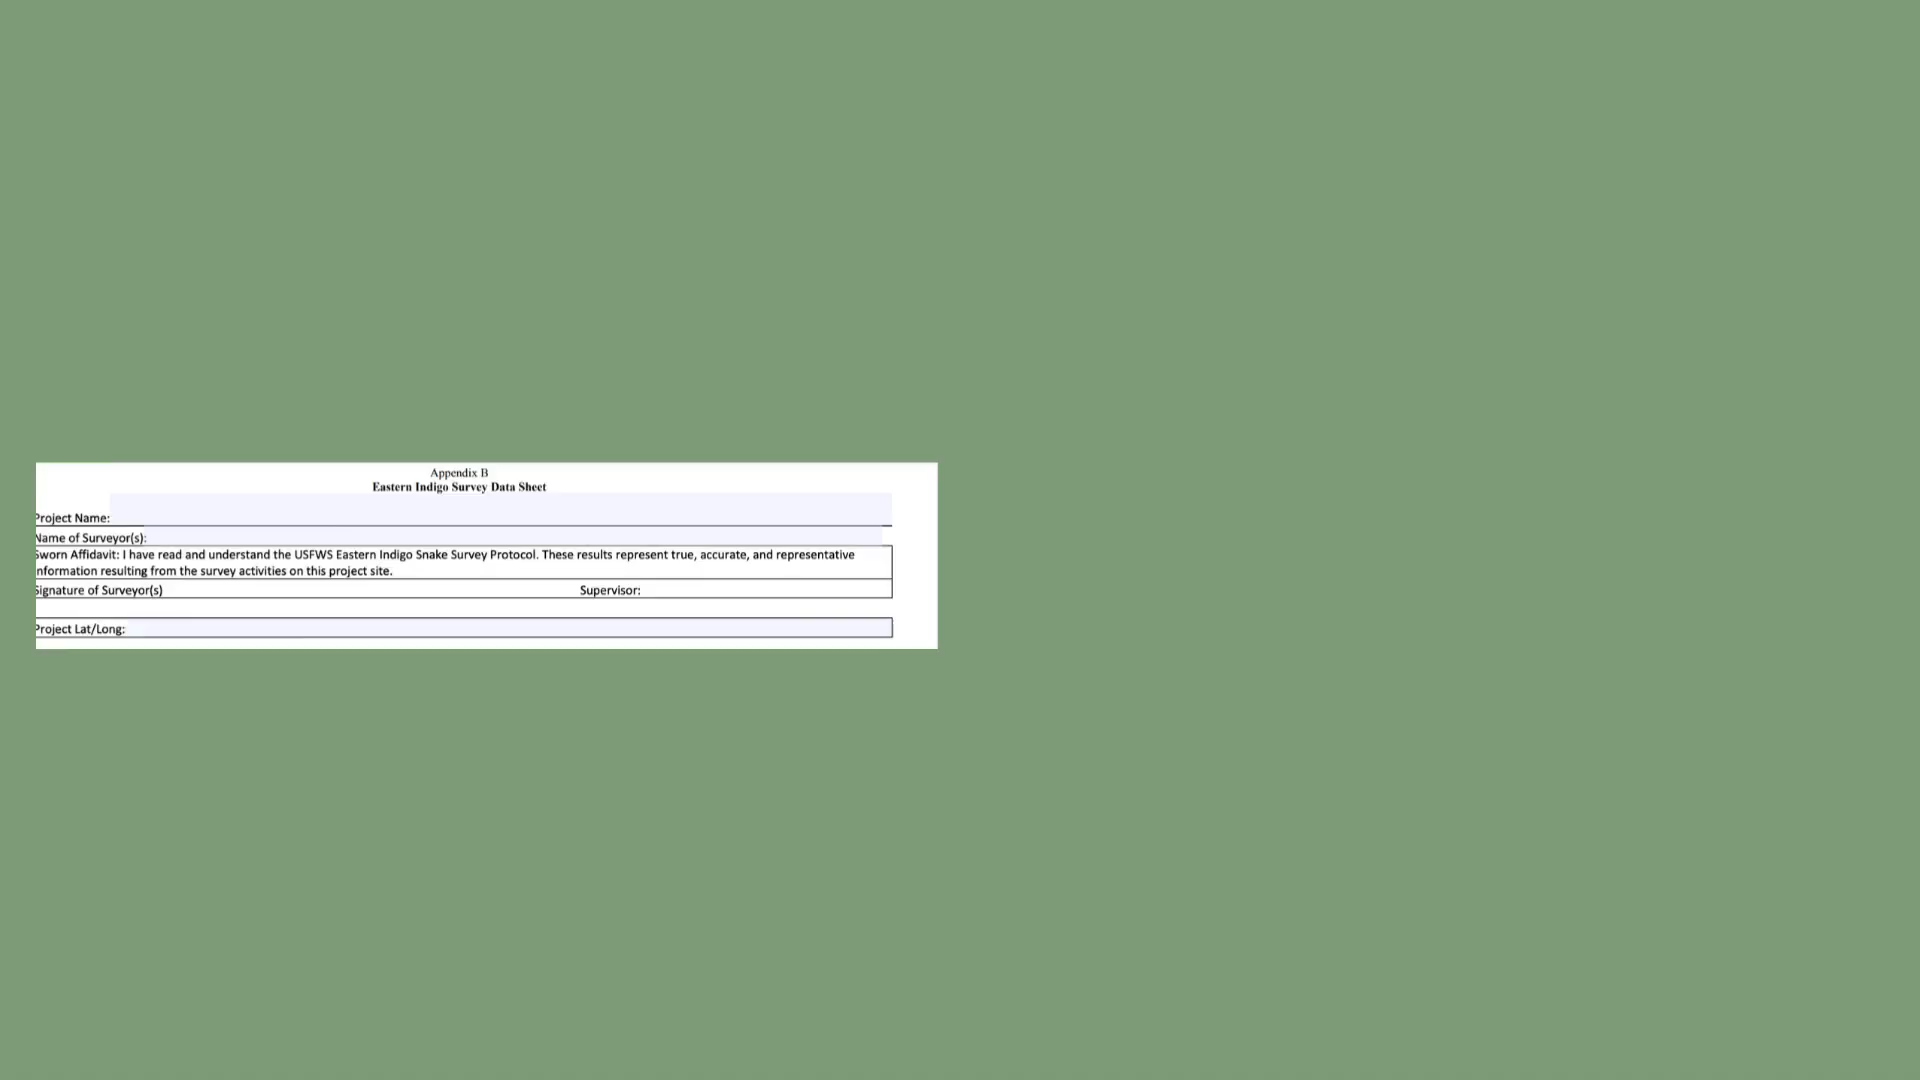 Appendix B
Eastern Indigo Survey Data Sheet
Project Name:
Name of Surveyor(s):
Sworn Affidavit: I have read and understand the USFWS Eastern Indigo Snake Survey Protocol. These results represent true, accurate, and representative
information resulting from the survey activities on this project site.
Signature of Surveyor(s) Supervisor:
Project Lat/Long: